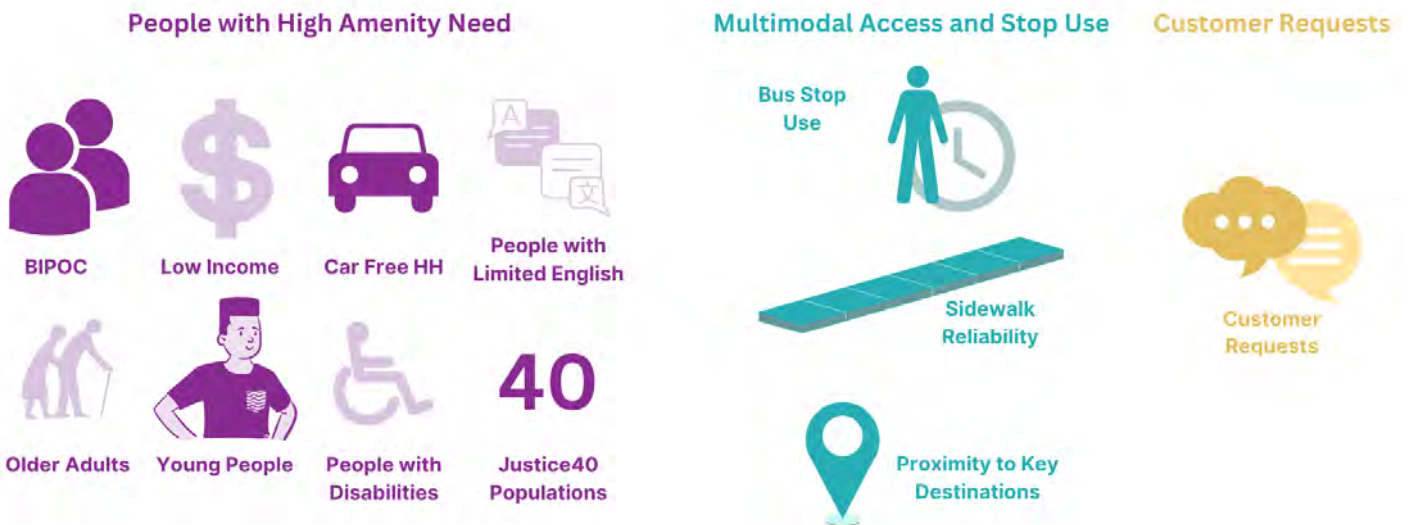 People with High Amenity Need
BIPOC
Low Income
Car Free HH
A
文
People with
Limited English
Older Adults
Young People
People with
Disabilities
40
Justice40
Populations
Multimodal Access and Stop Use
Bus Stop
Use
Sidewalk
Reliability
Proximity to Key
Destinations
Customer Requests
Customer
Requests